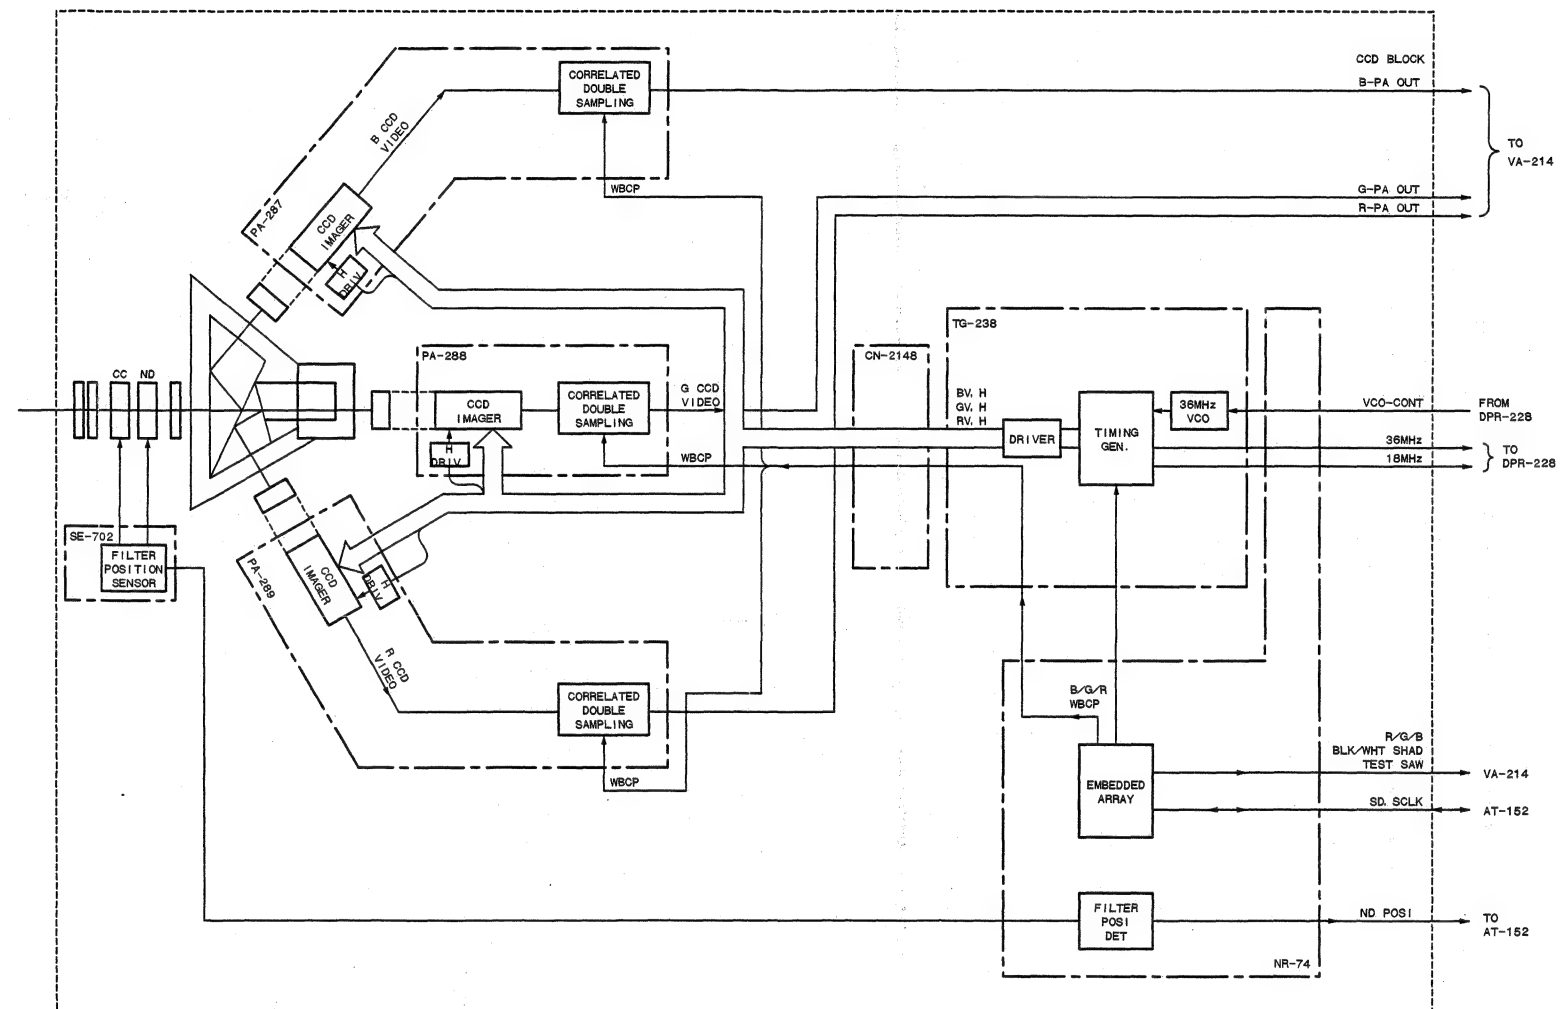 CCD BLOCK
CORRELATED
DOUBLE
SAMPLING
B-PA OUT
B CCD
VIDEO
TO
VA-214
WBCP
G-PA OUT
R-PA OUT
PA-287
CCD
IMAGER
H
DRIV.
TG-238
PA-288
CN-2148
CC
ND
G CCD
VIDEO
CCD
IMAGER
CORRELATED
DOUBLE
SAMPLING
BV, H
GV, H
RV, H
36MHz
VCO
VCO-CONT
FROM
DPR-228
H
DRIV.
DRIVER
TIMING
GEN.
36MHz
18MHz
TO
DPR-228
WBCP
SE-702
FILTER
POSITION
SENSOR
PA-289
CCD
IMAGER
H
DRIV.
R CCD
VIDEO
CORRELATED
DOUBLE
SAMPLING
WBCP
B/G/R
WBCP
R/G/B
BLK/WHT SHAD
TEST SAW
VA-214
EMBEDDED
ARRAY
SD, SCLK
AT-152
FILTER
POSI
DET
ND POSI
TO
AT-152
NR-74